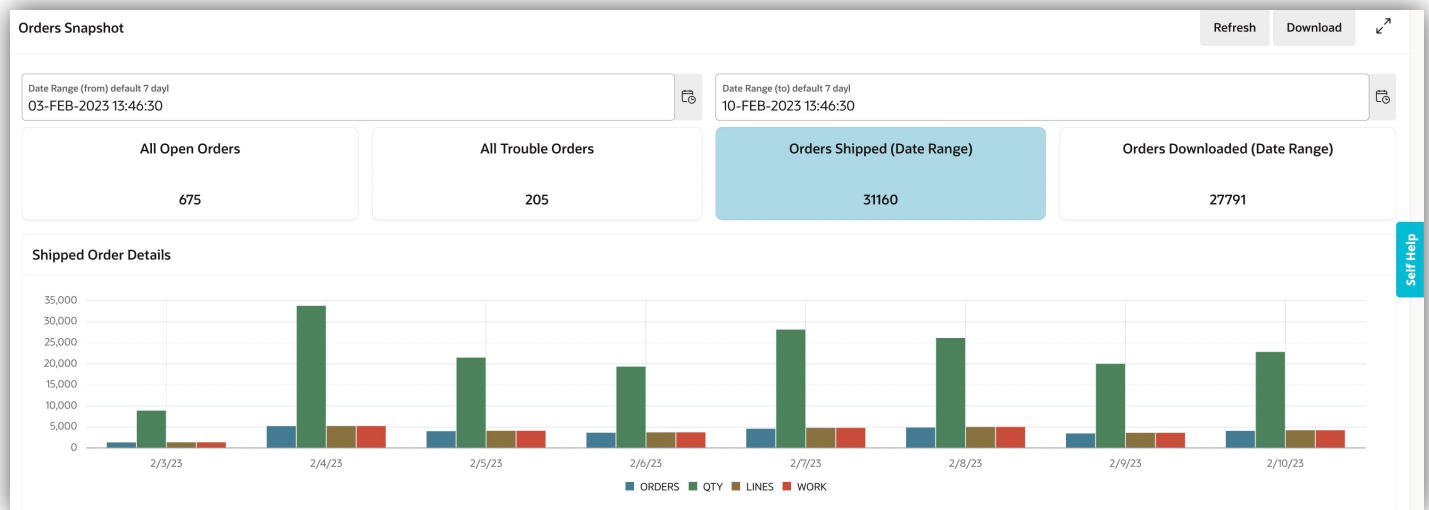 Orders Snapshot
Refresh
Download
Date Range (from) default 7 dayl
03-FEB-2023 13:46:30
Date Range (to) default 7 dayl
10-FEB-2023 13:46:30
All Open Orders
675
All Trouble Orders
205
Orders Shipped (Date Range)
31160
Orders Downloaded (Date Range)
27791
Self Help
Shipped Order Details
35,000
30,000
25,000
20,000
15,000
10,000
5,000
0
2/3/23
2/4/23
2/5/23
2/6/23
2/7/23
2/8/23
2/9/23
2/10/23
ORDERS QTY LINES WORK